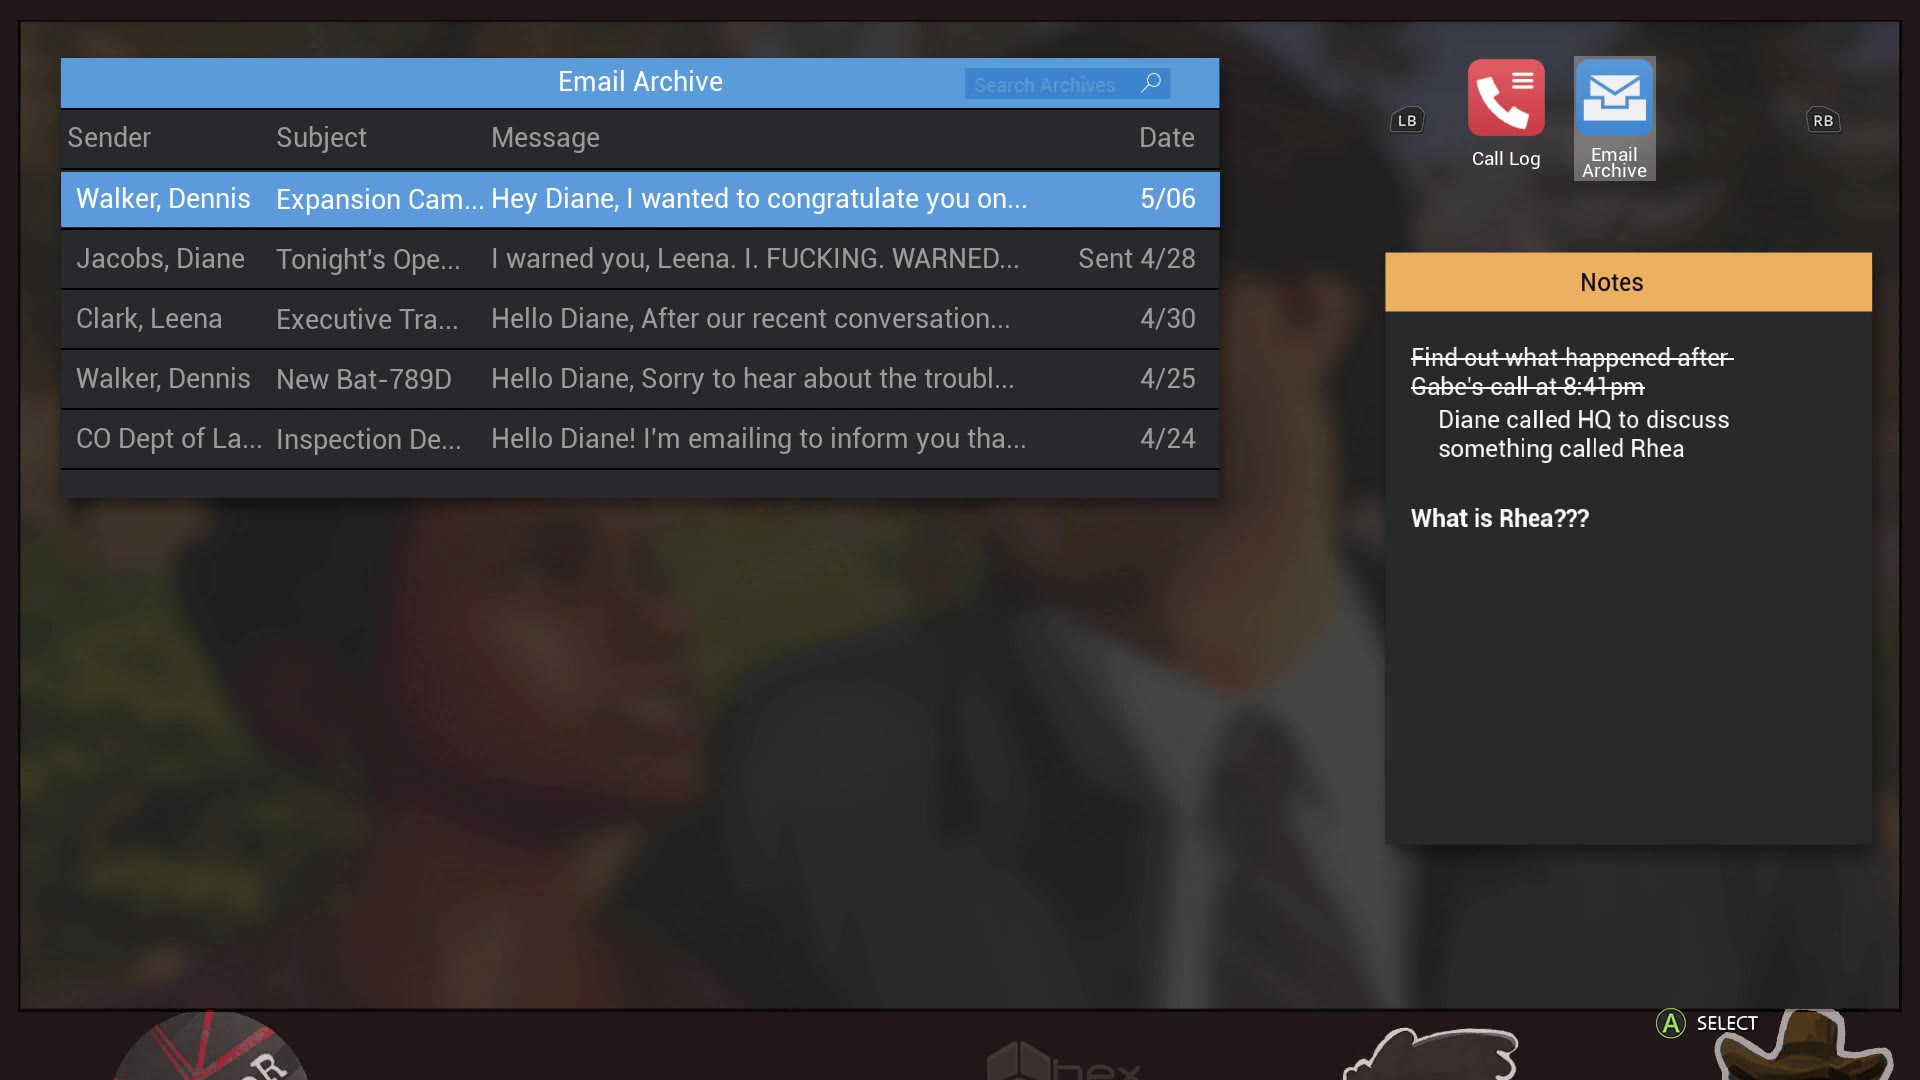 Email Archive
Search Archives
Sender Subject Message Date
Walker, Dennis Expansion Cam... Hey Diane, I wanted to congratulate you on... 5/06
Jacobs, Diane Tonight's Ope... I warned you, Leena. I. FUCKING. WARNED... Sent 4/28
Clark, Leena Executive Tra... Hello Diane, After our recent conversation... 4/30
Walker, Dennis New Bat-789D Hello Diane, Sorry to hear about the troubl... 4/25
CO Dept of La... Inspection De... Hello Diane! I'm emailing to inform you tha... 4/24
LB
Call Log
Email
Archive
RB
Notes
Find out what happened after
Gabe's call at 8:41pm
Diane called HQ to discuss
something called Rhea
What is Rhea???
A SELECT
hex